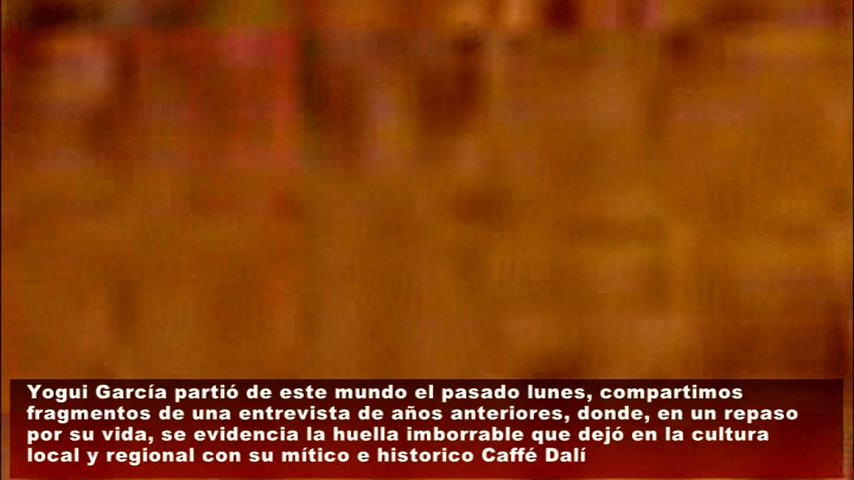 Yogui García partió de este mundo el pasado lunes, compartimos
fragmentos de una entrevista de años anteriores, donde, en un repaso
por su vida, se evidencia la huella imborrable que dejó en la cultura
local y regional con su mítico e historico Caffé Dalí